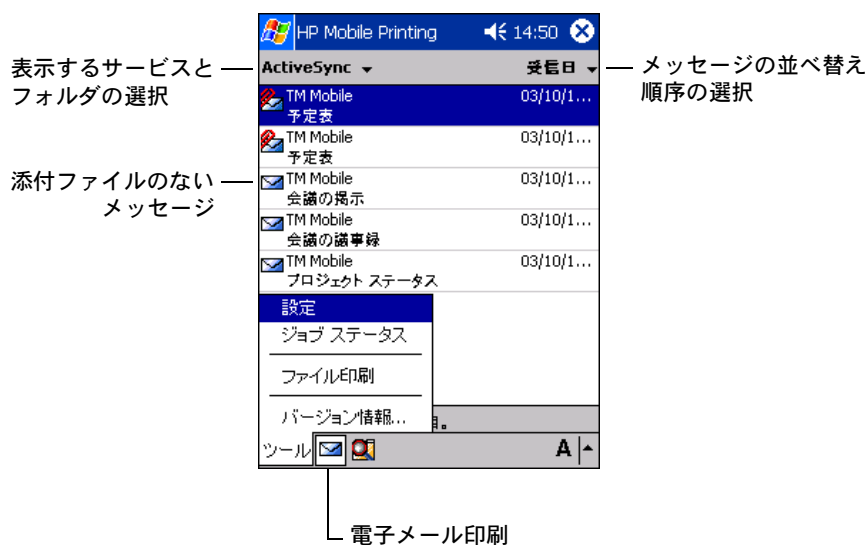 HP Mobile Printing 14:50
表示するサービスと
フォルダの選択
ActiveSync 受信日
メッセージの並べ替え
順序の選択
TM Mobile 03/10/1...
予定表
TM Mobile 03/10/1...
予定表
添付ファイルのない
メッセージ
TM Mobile 03/10/1...
会議の掲示
TM Mobile 03/10/1...
会議の議事録
TM Mobile 03/10/1...
プロジェクト ステータス
設定
ジョブ ステータス
ファイル印刷
バージョン情報...
。
ツール A
電子メール印刷